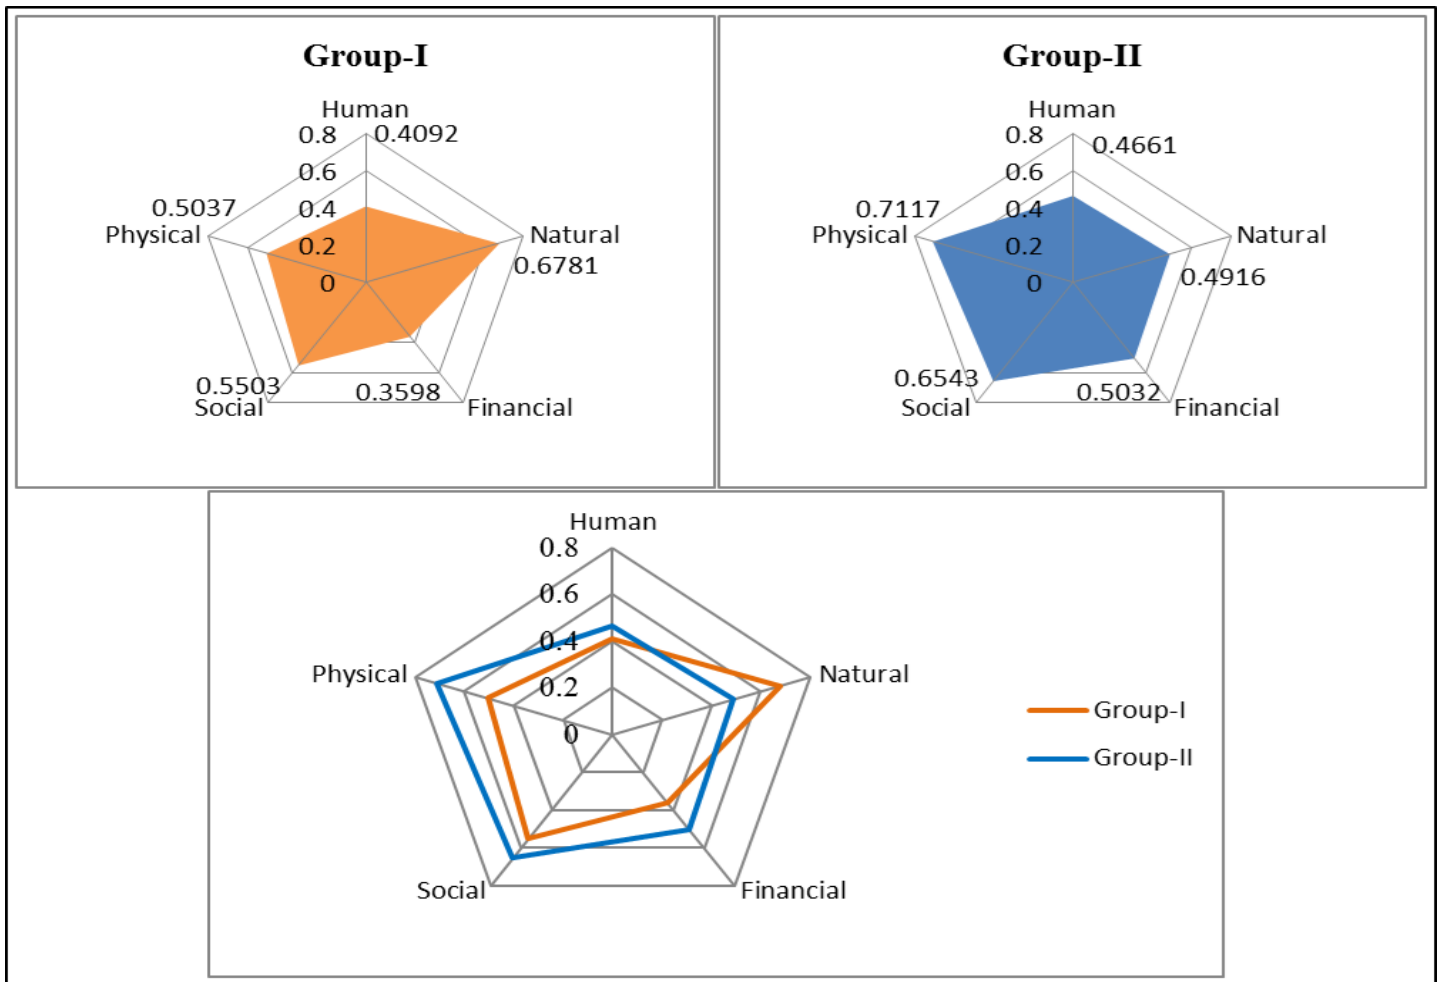 Group-I
Human
0.8
0.4092
0.6
0.4
0.2
0
0.5037
Physical
Natural
0.6781
0.5503
Social
0.3598
Financial
Group-II
Human
0.8
0.4661
0.6
0.4
0.2
0
0.7117
Physical
Natural
0.4916
0.6543
Social
0.5032
Financial
Human
0.8
0.6
0.4
0.2
0
Physical
Natural
Social
Financial
Group-I
Group-II